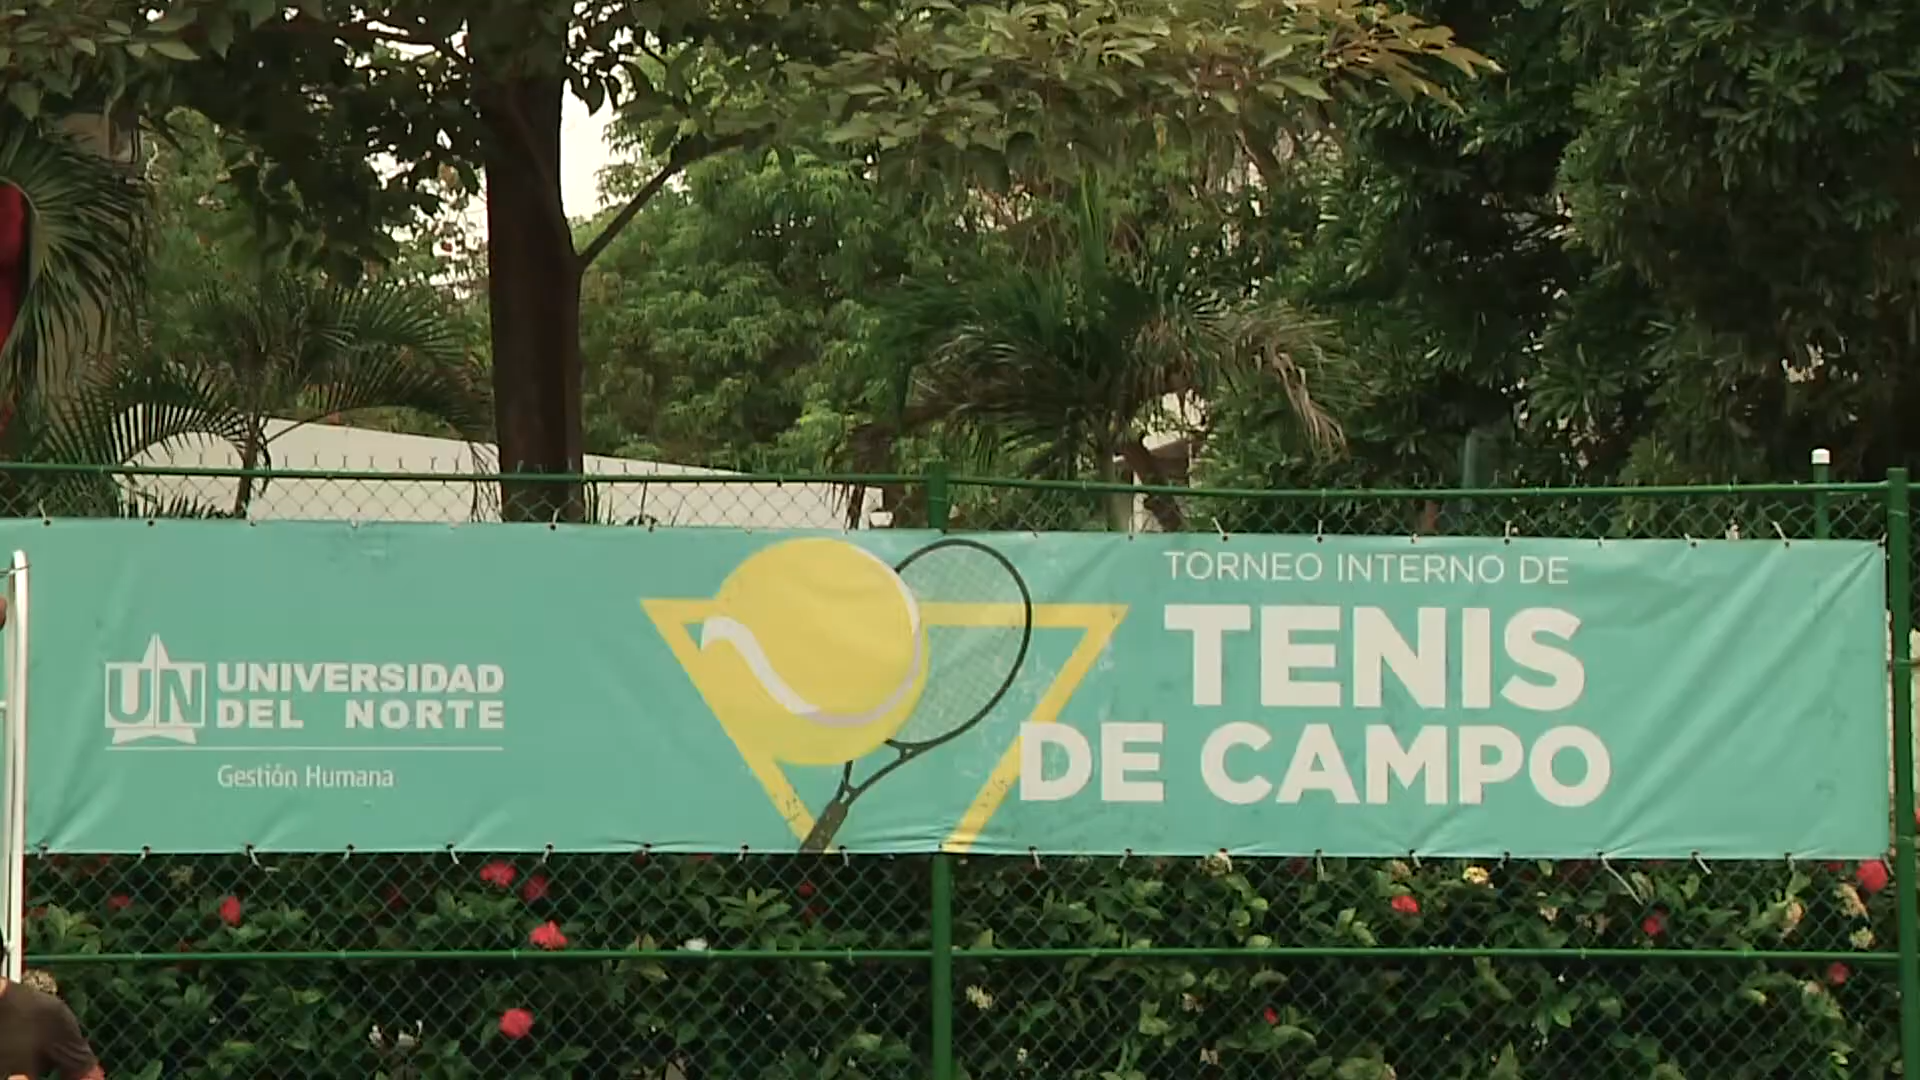 UN UNIVERSIDAD
DEL NORTE
Gestión Humana
TORNEO INTERNO DE
TENIS
DE CAMPO